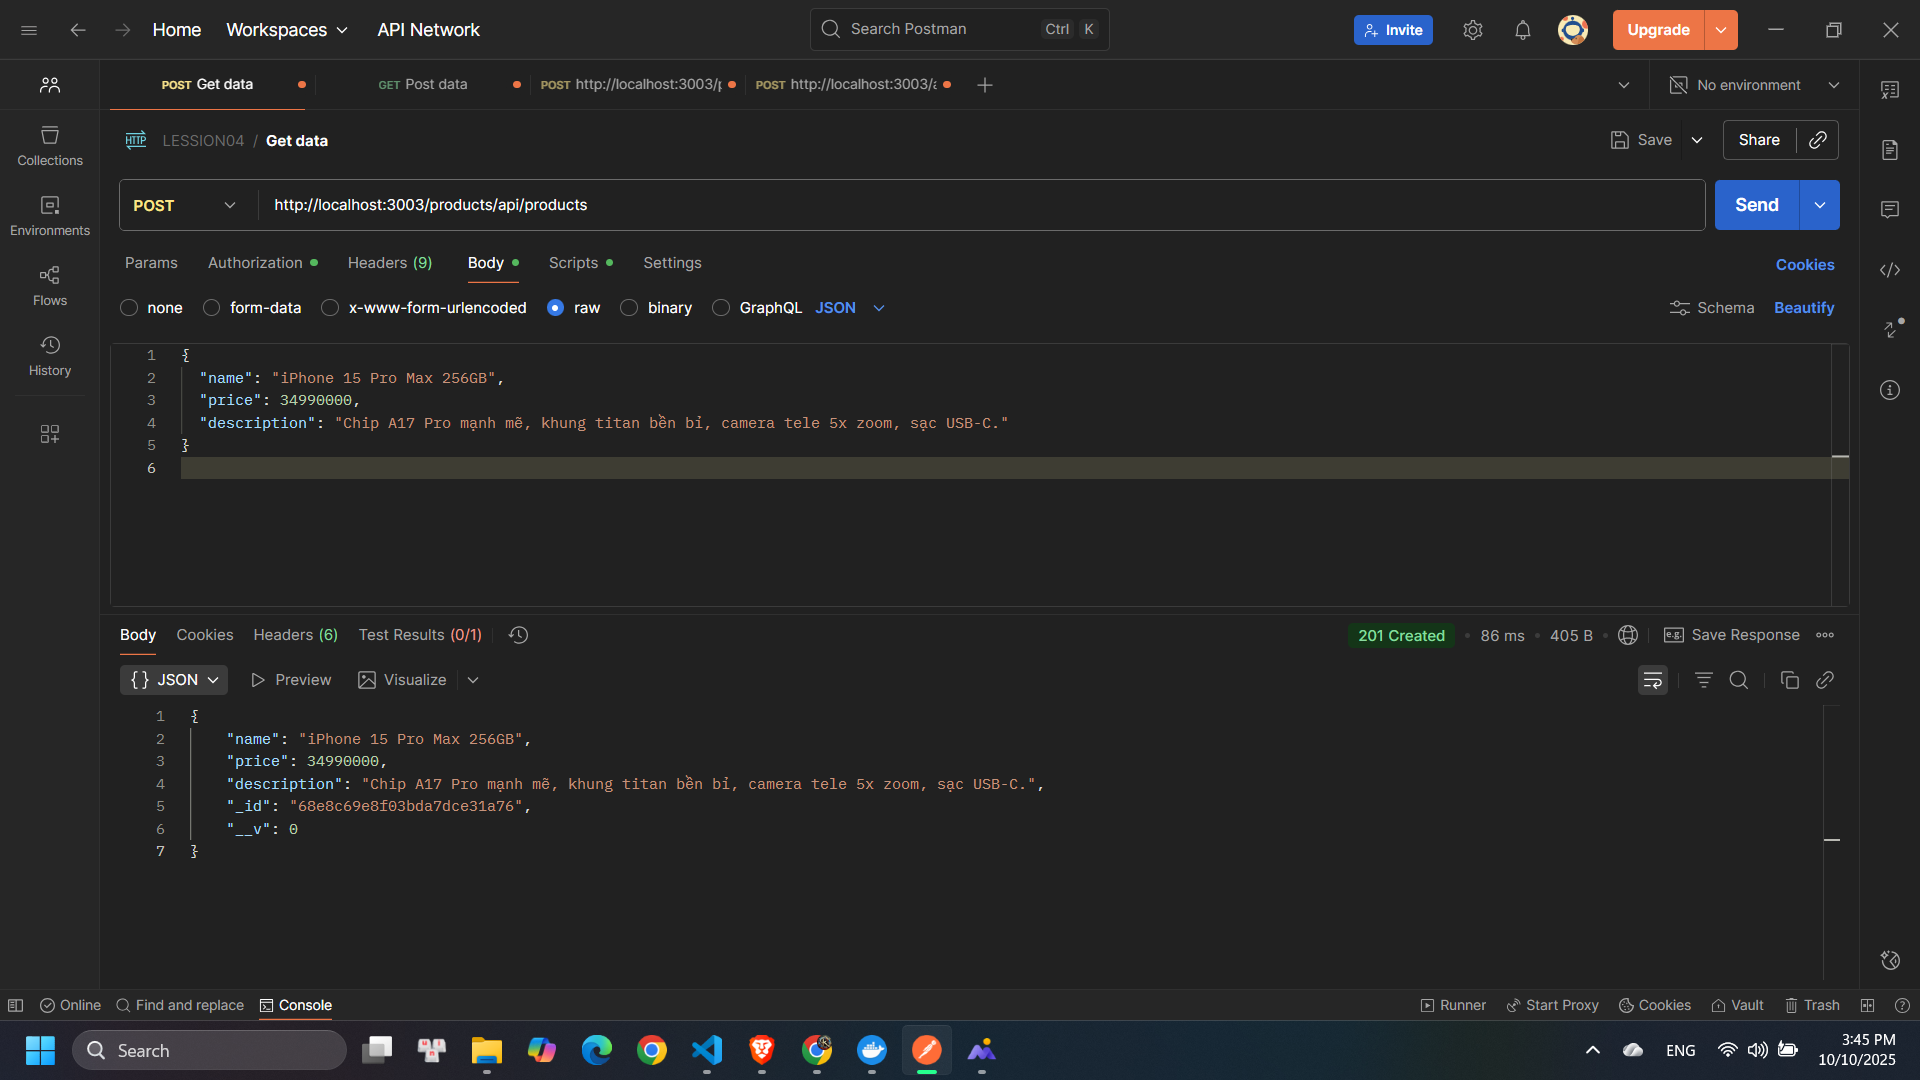 Home Workspaces API Network Search Postman Ctrl K Invite Upgrade
POST Get data GET Post data POST http://localhost:3003/p POST http://localhost:3003/a No environment
HTTP LESSION04 / Get data Save Share
POST http://localhost:3003/products/api/products Send
Params Authorization Headers (9) Body Scripts Settings Cookies
none form-data x-www-form-urlencoded raw binary GraphQL JSON Schema Beautify
Collections
Environments
Flows
History
1 {
2 "name": "iPhone 15 Pro Max 256GB",
3 "price": 34990000,
4 "description": "Chip A17 Pro mạnh mẽ, khung titan bền bỉ, camera tele 5x zoom, sạc USB-C."
5 }
6
Body Cookies Headers (6) Test Results (0/1) 201 Created • 86 ms • 405 B • e.g. Save Response
{} JSON Preview Visualize
1 {
2 "name": "iPhone 15 Pro Max 256GB",
3 "price": 34990000,
4 "description": "Chip A17 Pro mạnh mẽ, khung titan bền bỉ, camera tele 5x zoom, sạc USB-C.",
5 "_id": "68e8c69e8f03bda7dce31a76",
6 "__v": 0
7 }
Online Find and replace Console Runner Start Proxy Cookies Vault Trash
Search ENG 3:45 PM
10/10/2025